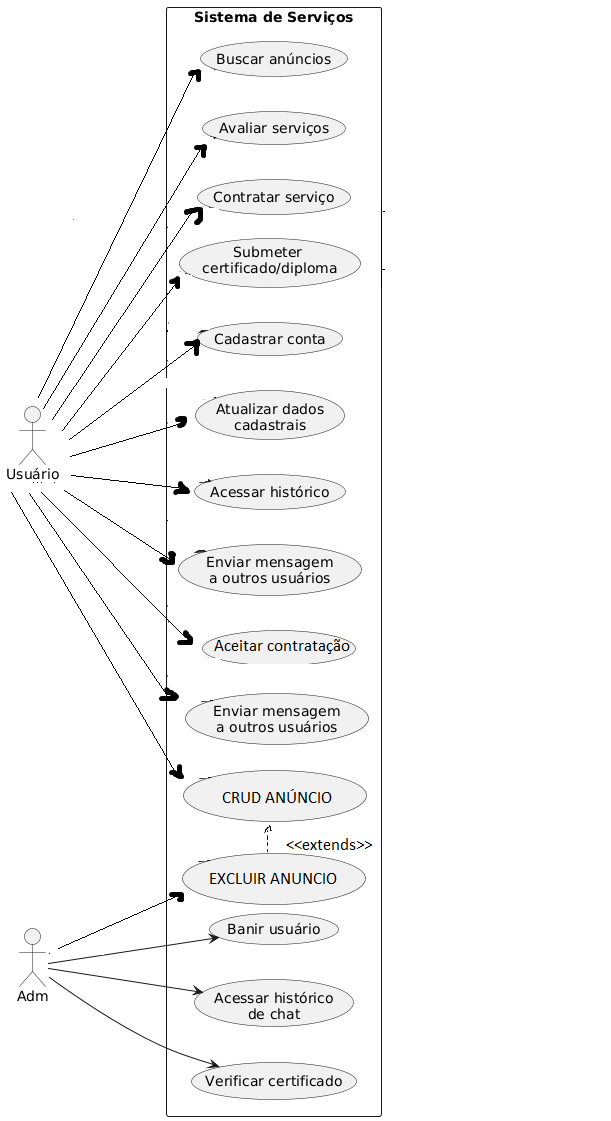 Sistema de Serviços
Buscar anúncios
Avaliar serviços
Contratar serviço
Submeter
certificado/diploma
Cadastrar conta
Atualizar dados
cadastrais
Usuário
Acessar histórico
Enviar mensagem
a outros usuários
Aceitar contratação
Enviar mensagem
a outros usuários
CRUD ANÚNCIO
<<extends>>
EXCLUIR ANUNCIO
Banir usuário
Adm
Acessar histórico
de chat
Verificar certificado